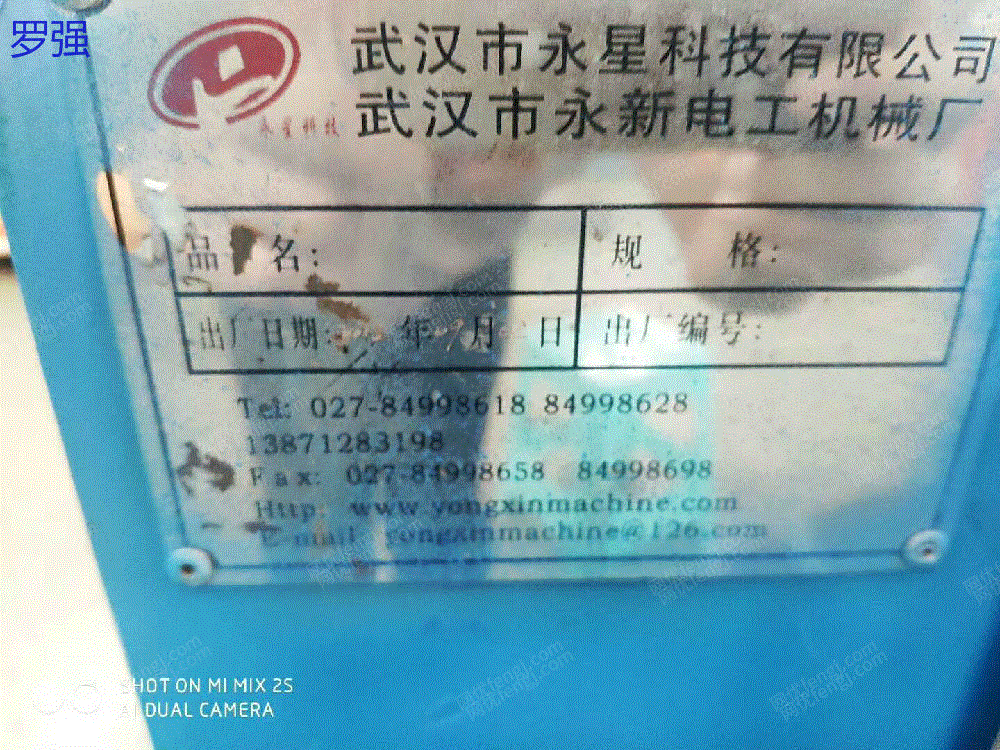 罗强
武汉市永星科技有限公司
永星科技
武汉市永新电工机械厂
品 名:
规 格:
出厂日期: 年 9月 日
出厂编号:
Tel: 027-84998618 84998628
13871283198
Fax: 027-84998658 84998698
Http: www.yongxinmachine.com
E-mail yongxinmachine@126.com
SHOT ON MI MIX 2S
AI DUAL CAMERA